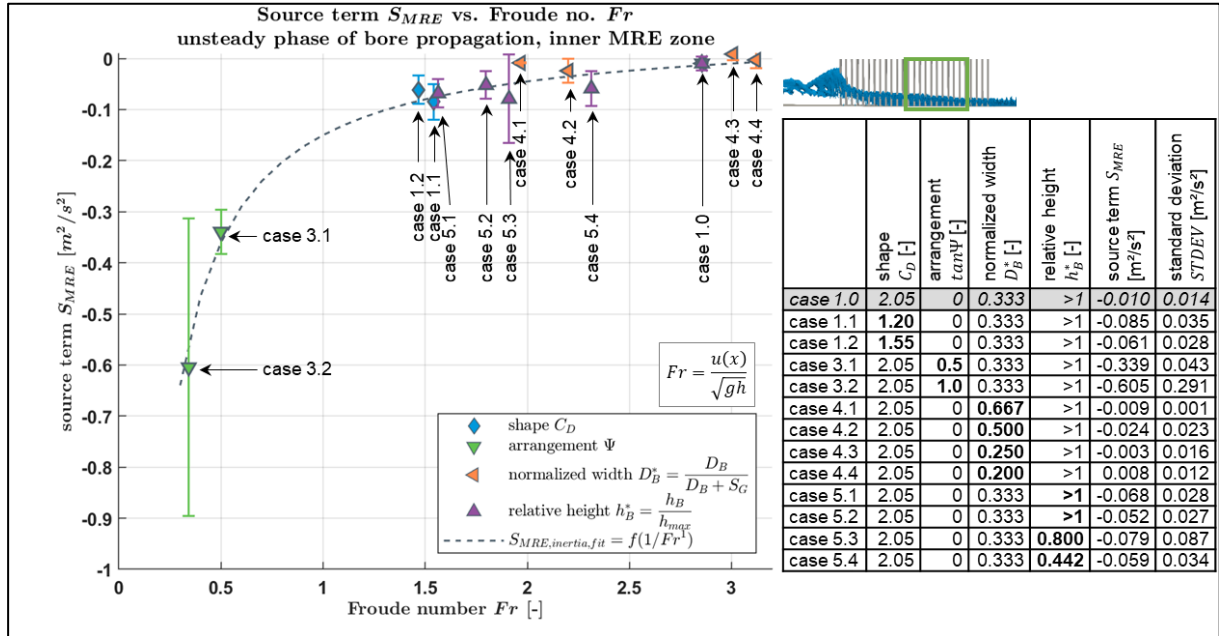 Source term S_MRE vs. Froude no. Fr
unsteady phase of bore propagation, inner MRE zone
source term S_MRE [m²/s²]
0
-0.1
-0.2
-0.3
-0.4
-0.5
-0.6
-0.7
-0.8
-0.9
-1
0
0.5
1
1.5
2
2.5
3
Froude number Fr [-]
case 3.1
case 3.2
case 1.2
case 1.1
case 5.1
case 5.2
case 5.3
case 4.1
case 4.2
case 5.4
case 1.0
case 4.3
case 4.4
Fr = u(x) / √gh
shape C_D
arrangement Ψ
normalized width D*_B = D_B / (D_B + S_G)
relative height h*_B = h_B / h_max
S_MRE,inertia,fit = f(1/Fr¹)
shape C_D [-]
arrangement tanΨ [-]
normalized width D*_B [-]
relative height h*_B [-]
source term S_MRE [m²/s²]
standard deviation STDEV [m²/s²]
case 1.0 2.05 0 0.333 >1 -0.010 0.014
case 1.1 1.20 0 0.333 >1 -0.085 0.035
case 1.2 1.55 0 0.333 >1 -0.061 0.028
case 3.1 2.05 0.5 0.333 >1 -0.339 0.043
case 3.2 2.05 1.0 0.333 >1 -0.605 0.291
case 4.1 2.05 0 0.667 >1 -0.009 0.001
case 4.2 2.05 0 0.500 >1 -0.024 0.023
case 4.3 2.05 0 0.250 >1 -0.003 0.016
case 4.4 2.05 0 0.200 >1 0.008 0.012
case 5.1 2.05 0 0.333 >1 -0.068 0.028
case 5.2 2.05 0 0.333 >1 -0.052 0.027
case 5.3 2.05 0 0.333 0.800 -0.079 0.087
case 5.4 2.05 0 0.333 0.442 -0.059 0.034